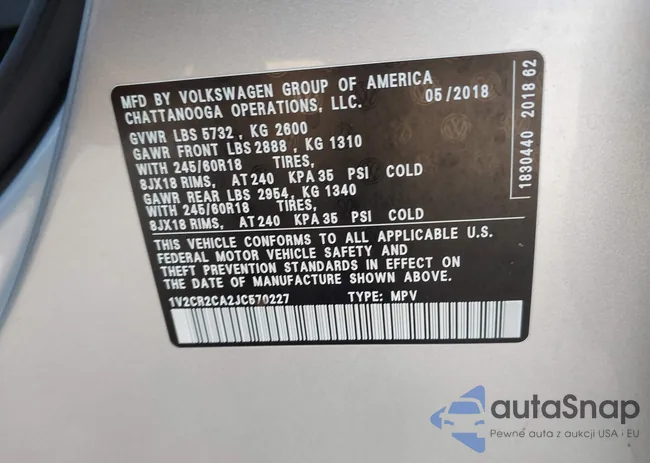 MFD BY VOLKSWAGEN GROUP OF AMERICA
CHATTANOOGA OPERATIONS, LLC. 05/2018
GVWR LBS 5732 , KG 2600
GAWR FRONT LBS 2888 , KG 1310
WITH 245/60R18 TIRES,
8JX18 RIMS, AT 240 KPA 35 PSI COLD
GAWR REAR LBS 2954, KG 1340
WITH 245/60R18 TIRES,
8JX18 RIMS, AT 240 KPA 35 PSI COLD
THIS VEHICLE CONFORMS TO ALL APPLICABLE U.S.
FEDERAL MOTOR VEHICLE SAFETY AND
THEFT PREVENTION STANDARDS IN EFFECT ON
THE DATE OF MANUFACTURE SHOWN ABOVE.
1V2CR2CA2JC570227 TYPE: MPV
1830440 2018 62
autaSnap
Pewne auta z aukcji USA · EU